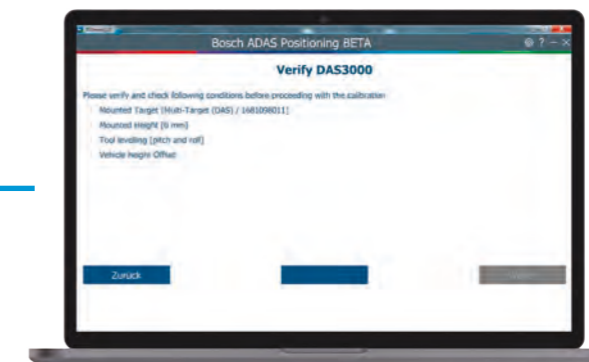 Bosch ADAS Positioning BETA
? - ×
Verify DAS3000
Please verify and check following conditions before proceeding with the calibration
Mounted Target [Multi-Target (DAS) / 1681098011]
Mounted Height [0 mm]
Tool levelling [pitch and roll]
Vehicle height Offset
Zurück